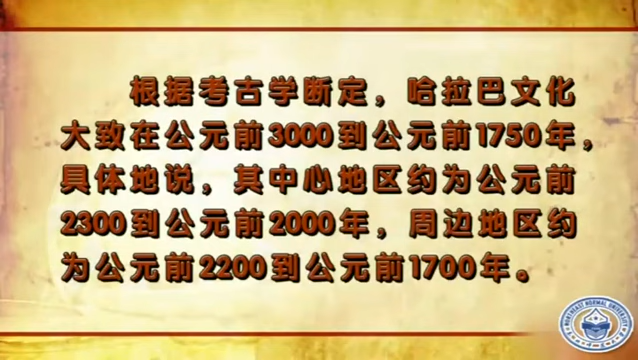 根据考古学断定，哈拉巴文化
大致在公元前3000到公元前1750年，
具体地说，其中心地区约为公元前
2300到公元前2000年，周边地区约
为公元前2200到公元前1700年。
NORTHEAST NORMAL UNIVERSITY